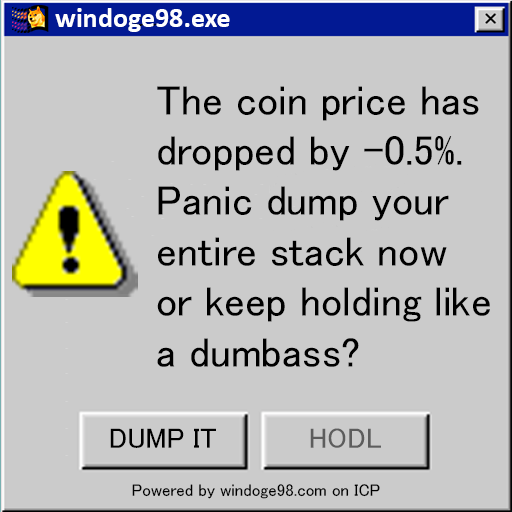 windoge98.exe
The coin price has
dropped by -0.5%.
Panic dump your
entire stack now
or keep holding like
a dumbass?
DUMP IT HODL
Powered by windoge98.com on ICP